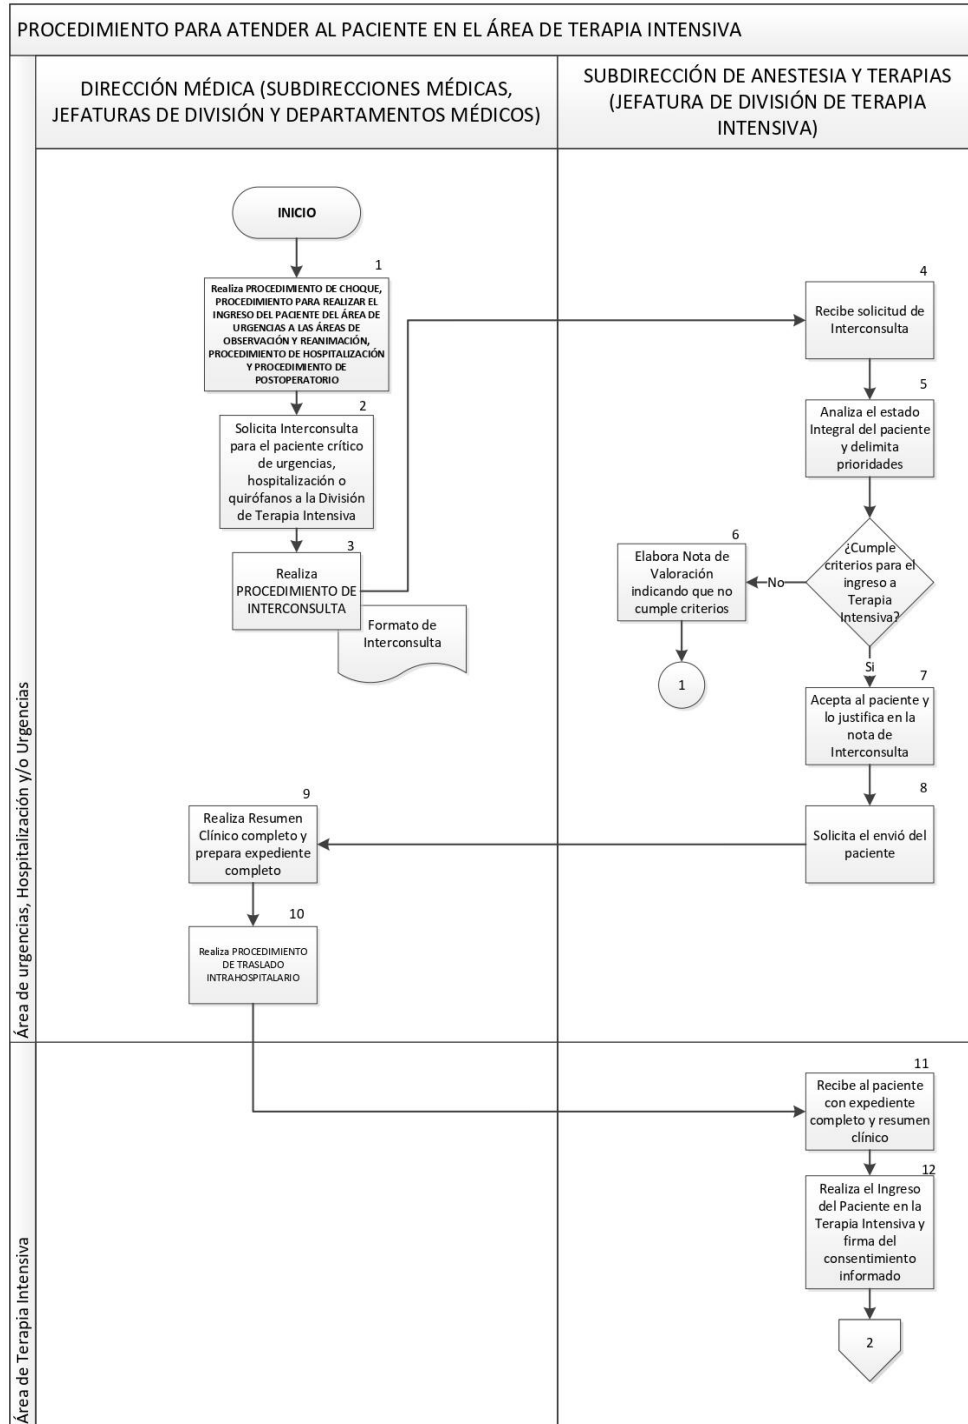 PROCEDIMIENTO PARA ATENDER AL PACIENTE EN EL ÁREA DE TERAPIA INTENSIVA
DIRECCIÓN MÉDICA (SUBDIRECCIONES MÉDICAS,
JEFATURAS DE DIVISIÓN Y DEPARTAMENTOS MÉDICOS)
SUBDIRECCIÓN DE ANESTESIA Y TERAPIAS
(JEFATURA DE DIVISIÓN DE TERAPIA
INTENSIVA)
Área de urgencias, Hospitalización y/o Urgencias
INICIO
1
Realiza PROCEDIMIENTO DE CHOQUE,
PROCEDIMIENTO PARA REALIZAR EL
INGRESO DEL PACIENTE DEL ÁREA DE
URGENCIAS A LAS ÁREAS DE
OBSERVACIÓN Y REANIMACIÓN,
PROCEDIMIENTO DE HOSPITALIZACIÓN
Y PROCEDIMIENTO DE
POSTOPERATORIO
2
Solicita Interconsulta
para el paciente crítico
de urgencias,
hospitalización o
quirófanos a la División
de Terapia Intensiva
3
Realiza
PROCEDIMIENTO DE
INTERCONSULTA
Formato de
Interconsulta
4
Recibe solicitud de
Interconsulta
5
Analiza el estado
Integral del paciente
y delimita
prioridades
¿Cumple
criterios para el
ingreso a
Terapia
Intensiva?
No
6
Elabora Nota de
Valoración
indicando que no
cumple criterios
1
Si
7
Acepta al paciente y
lo justifica en la
nota de
Interconsulta
8
Solicita el envió del
paciente
9
Realiza Resumen
Clínico completo y
prepara expediente
completo
10
Realiza PROCEDIMIENTO
DE TRASLADO
INTRAHOSPITALARIO
Área de Terapia Intensiva
11
Recibe al paciente
con expediente
completo y resumen
clínico
12
Realiza el Ingreso
del Paciente en la
Terapia Intensiva y
firma del
consentimiento
informado
2